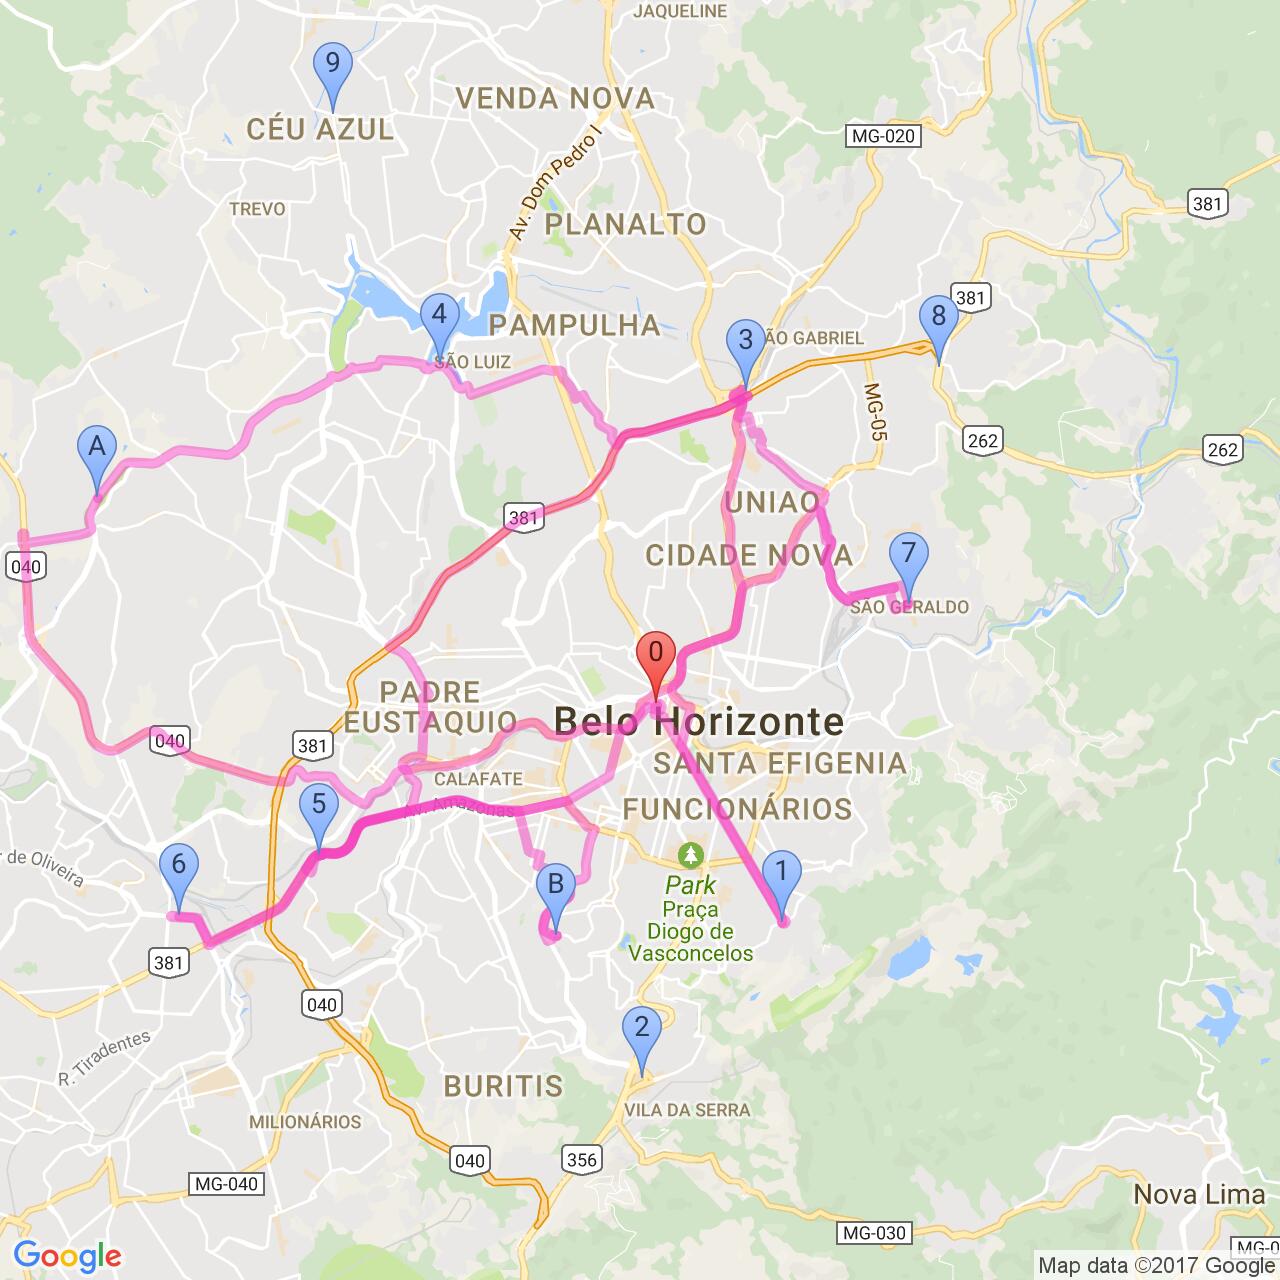 JAQUELINE
9
VENDA NOVA
CÉU AZUL
Av. Dom Pedro I
MG-020
381
TREVO
PLANALTO
381
4
PAMPULHA
8
3
ÃO GABRIEL
SÃO LUIZ
MG-05
A
262
262
381
UNIAO
CIDADE NOVA
7
040
SÃO GERALDO
0
PADRE
EUSTAQUIO
Belo Horizonte
040
381
SANTA EFIGENIA
CALAFATE
5
Av. Amazonas
FUNCIONÁRIOS
r de Oliveira
6
B
1
Park
Praça
Diogo de
Vasconcelos
381
040
2
R. Tiradentes
BURITIS
VILA DA SERRA
MILIONÁRIOS
040
356
MG-040
Nova Lima
MG-030
MG-0
Google
Map data ©2017 Google